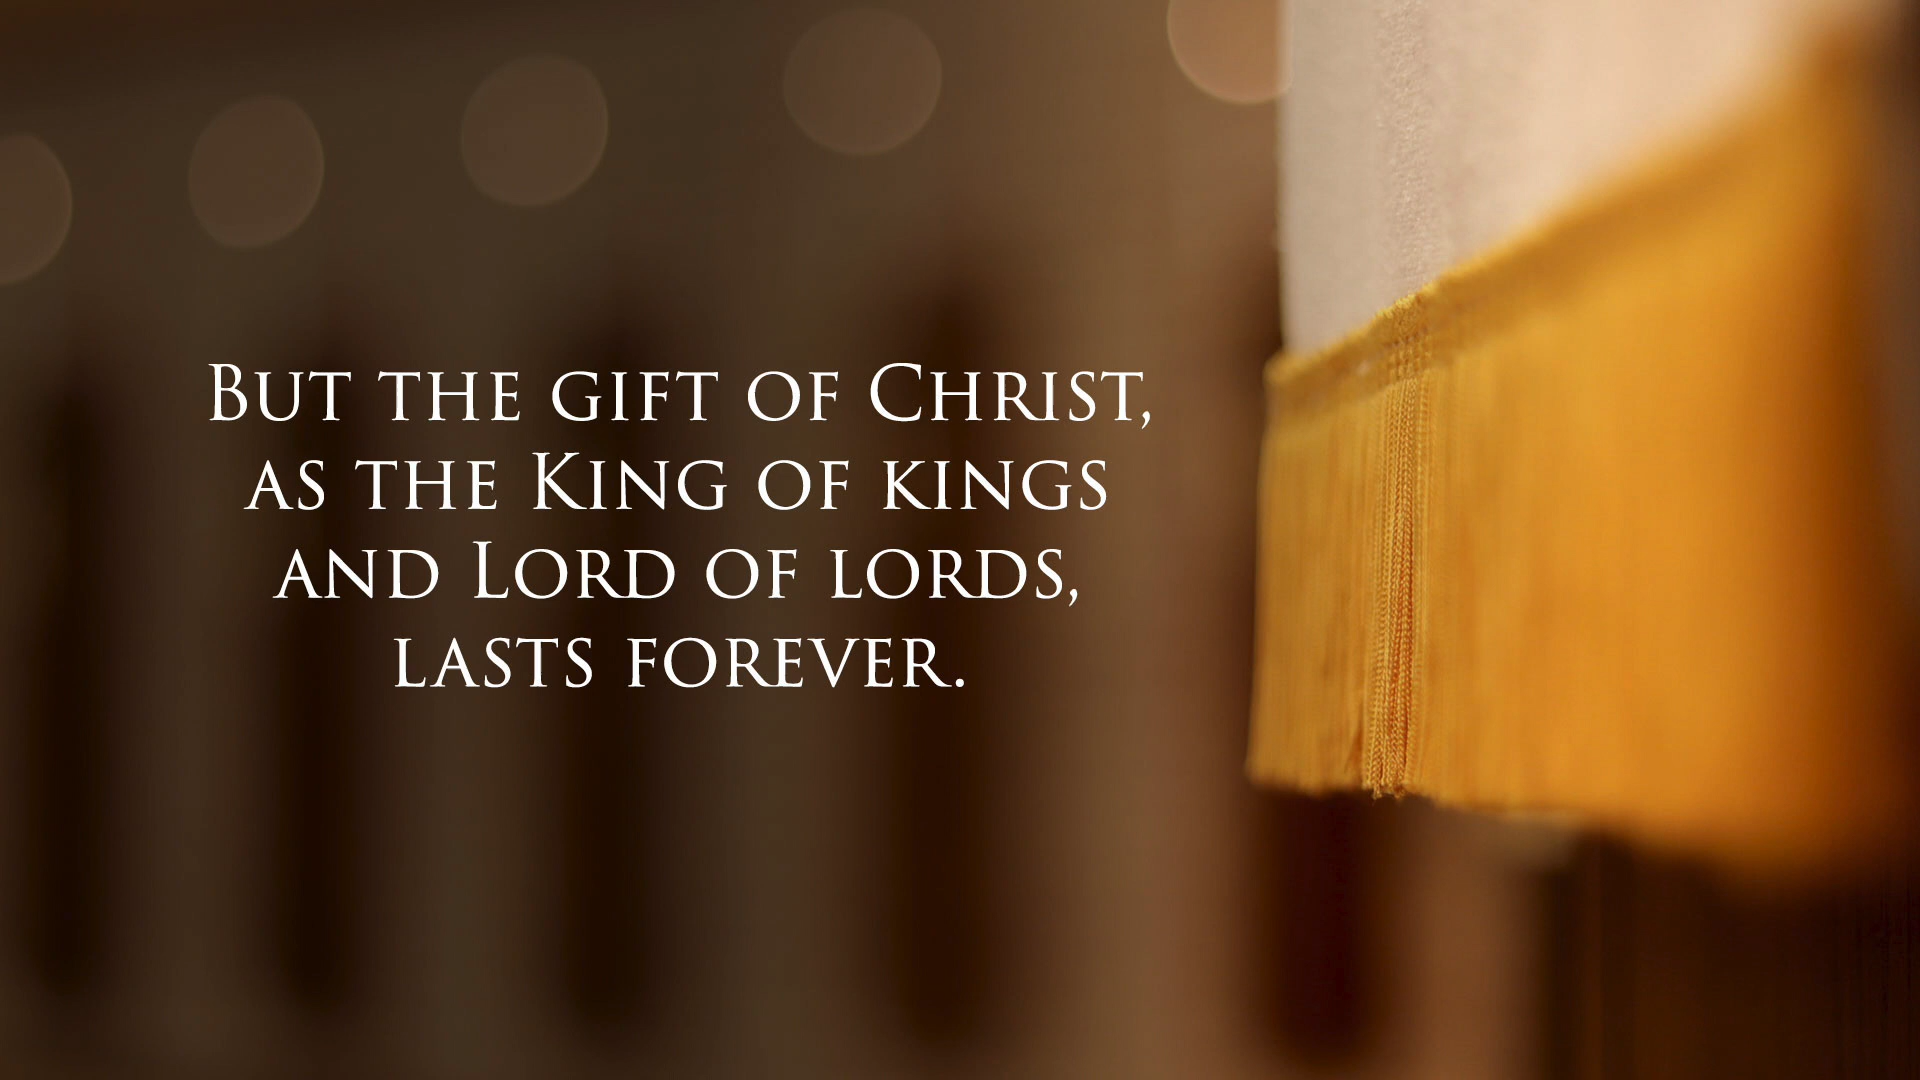 But the gift of Christ,
as the King of kings
and Lord of lords,
lasts forever.